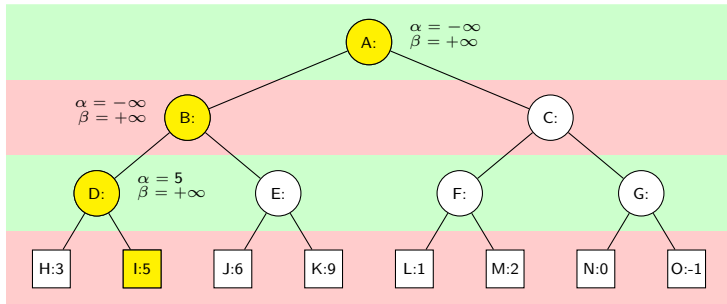 A:
α = −∞
β = +∞
α = −∞
β = +∞
B:
C:
D:
α = 5
β = +∞
E:
F:
G:
H:3
I:5
J:6
K:9
L:1
M:2
N:0
O:-1